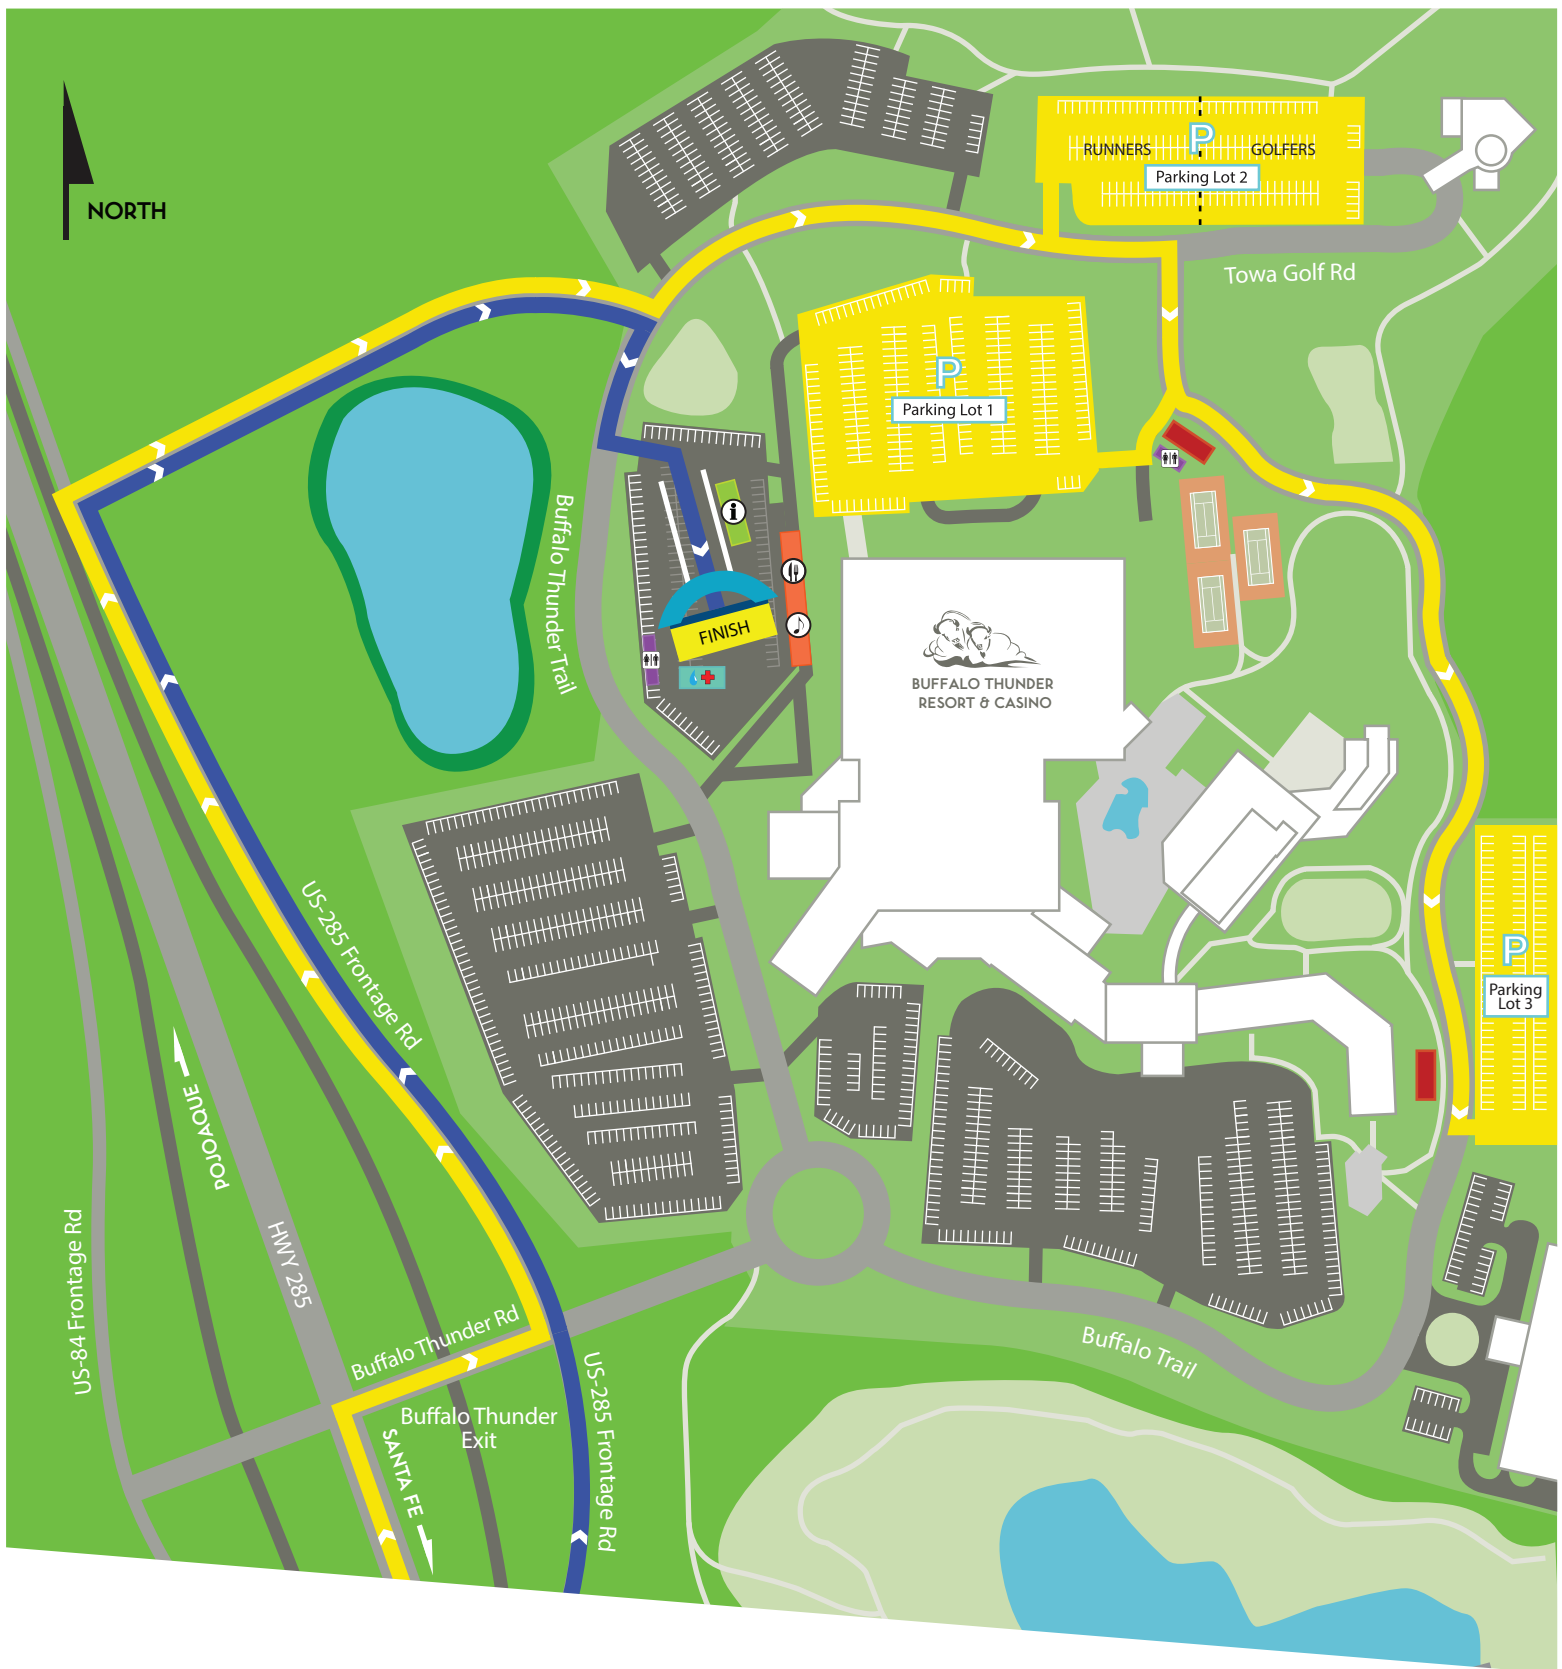 NORTH
RUNNERS
P
GOLFERS
Parking Lot 2
Towa Golf Rd
P
Parking Lot 1
Buffalo Thunder Trail
i
FINISH
BUFFALO THUNDER
RESORT & CASINO
US-285 Frontage Rd
P
Parking
Lot 3
POJOAQUE
HWY 285
US-84 Frontage Rd
Buffalo Thunder Rd
Buffalo Thunder
Exit
SANTA FE
US-285 Frontage Rd
Buffalo Trail